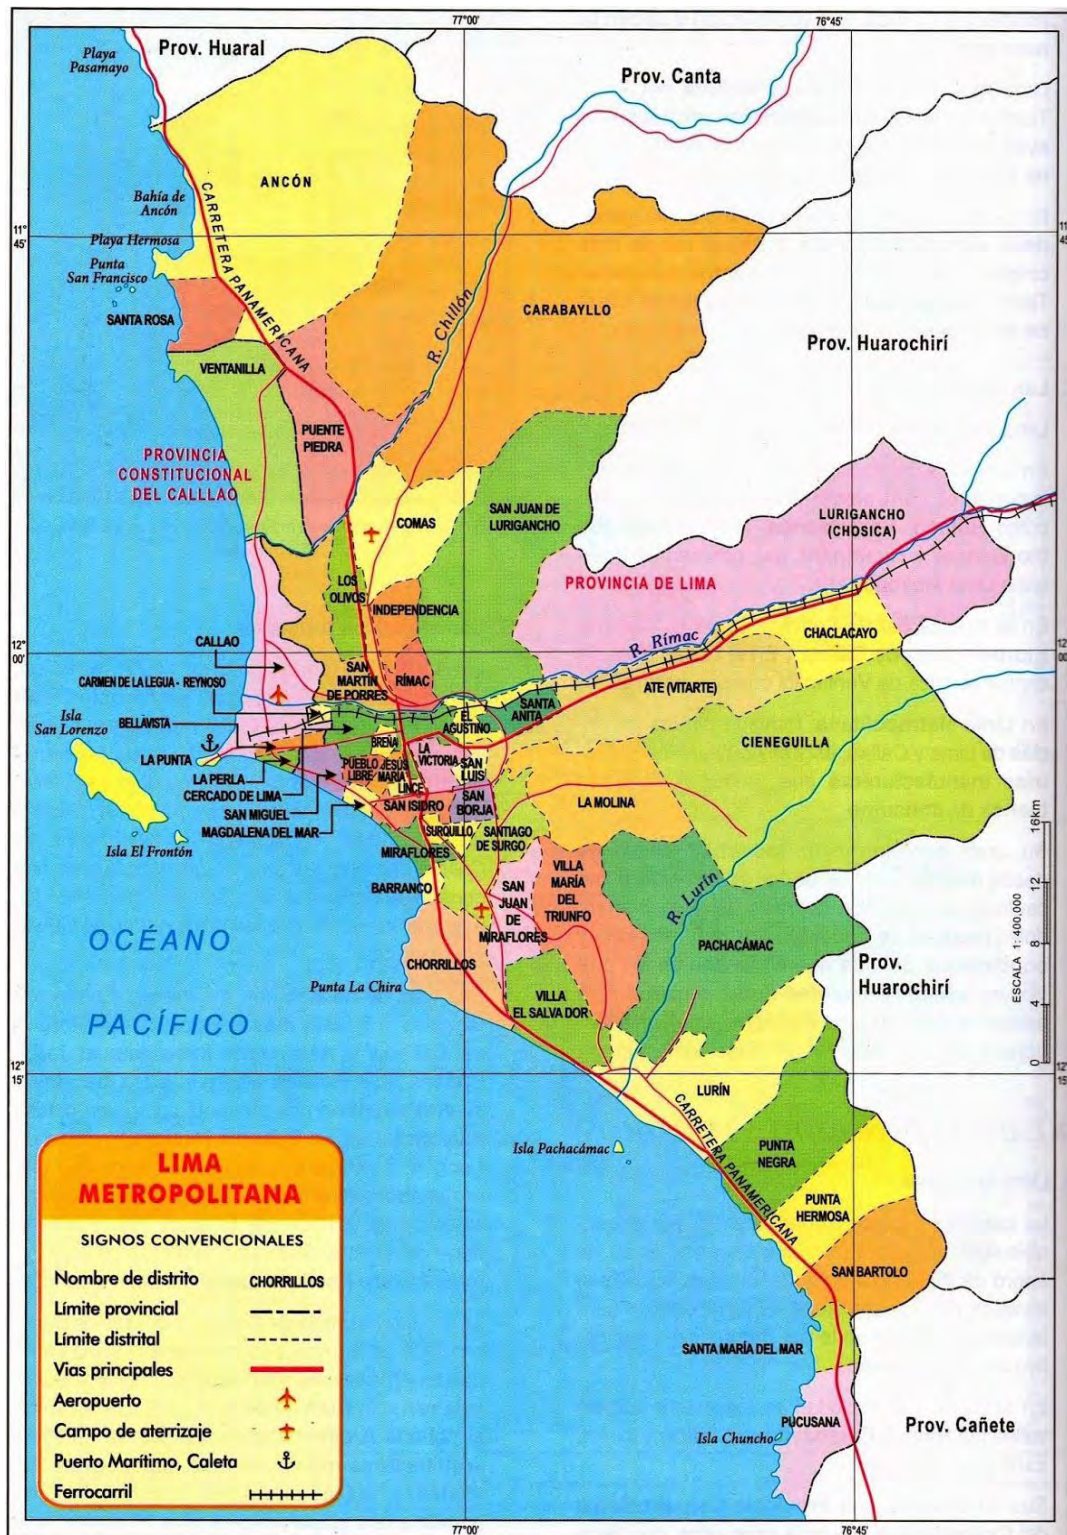 77°00'
76°45'
Playa
Pasamayo
Prov. Huaral
Prov. Canta
ANCÓN
CARRETERA PANAMERICANA
Bahía de
Ancón
11°
45'
Playa Hermosa
Punta
San Francisco
SANTA ROSA
R. Chillón
CARABAYLLO
Prov. Huarochirí
VENTANILLA
PUENTE
PIEDRA
PROVINCIA
CONSTITUCIONAL
DEL CALLLAO
COMAS
SAN JUAN DE
LURIGANCHO
LURIGANCHO
(CHOSICA)
PROVINCIA DE LIMA
LOS
OLIVOS
INDEPENDENCIA
R. Rímac
CHACLACAYO
12°
00'
12°
00'
CALLAO
SAN
MARTÍN
DE PORRES
RÍMAC
ATE (VITARTE)
CARMEN DE LA LEGUA - REYNOSO
SANTA
ANITA
Isla
San Lorenzo
BELLAVISTA
EL
AGUSTINO
BREÑA
LA
VICTORIA
CIENEGUILLA
LA PUNTA
PUEBLO
LIBRE
JESÚS
MARÍA
SAN
LUIS
LA PERLA
CERCADO DE LIMA
LINCE
SAN
BORJA
SAN MIGUEL
SAN ISIDRO
LA MOLINA
MAGDALENA DEL MAR
SURQUILLO
SANTIAGO
DE SURGO
Isla El Frontón
MIRAFLORES
BARRANCO
SAN
JUAN
DE
MIRAFLORES
VILLA
MARÍA
DEL
TRIUNFO
R. Lurín
16km
12
8
4
0
ESCALA 1: 400,000
OCÉANO
PACÍFICO
CHORRILLOS
PACHACÁMAC
Prov.
Huarochirí
Punta La Chira
VILLA
EL SALVA DOR
12°
15'
12°
15'
LURÍN
CARRETERA PANAMERICANA
Isla Pachacámac
PUNTA
NEGRA
PUNTA
HERMOSA
SAN BARTOLO
SANTA MARÍA DEL MAR
PUCUSANA
Isla Chuncho
Prov. Cañete
LIMA
METROPOLITANA
SIGNOS CONVENCIONALES
Nombre de distrito CHORRILLOS
Límite provincial
Límite distrital
Vias principales
Aeropuerto
Campo de aterrizaje
Puerto Marítimo, Caleta
Ferrocarril
77°00'
76°45'